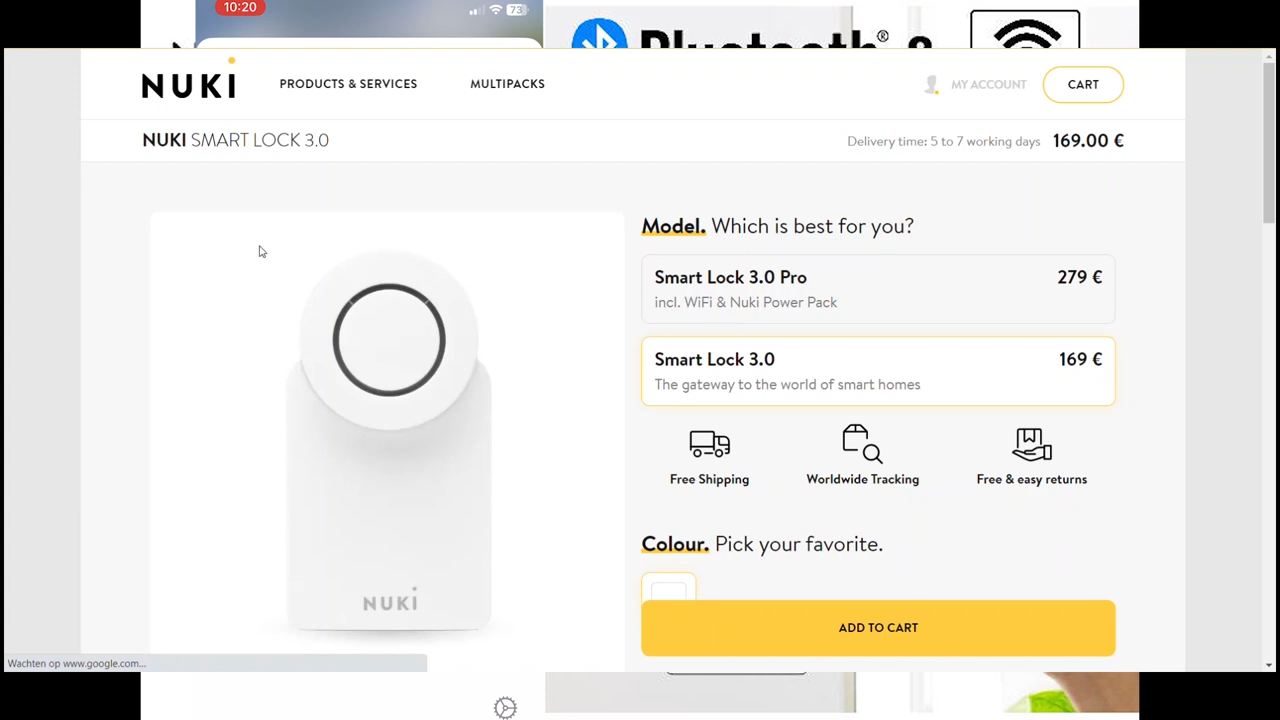 10:20
73
Bluetooth® &
NUKI
PRODUCTS & SERVICES
MULTIPACKS
MY ACCOUNT
CART
NUKI SMART LOCK 3.0
Delivery time: 5 to 7 working days
169.00 €
Model. Which is best for you?
Smart Lock 3.0 Pro
279 €
incl. WiFi & Nuki Power Pack
Smart Lock 3.0
169 €
The gateway to the world of smart homes
Free Shipping
Worldwide Tracking
Free & easy returns
Colour. Pick your favorite.
NUKI
ADD TO CART
Wachten op www.google.com...